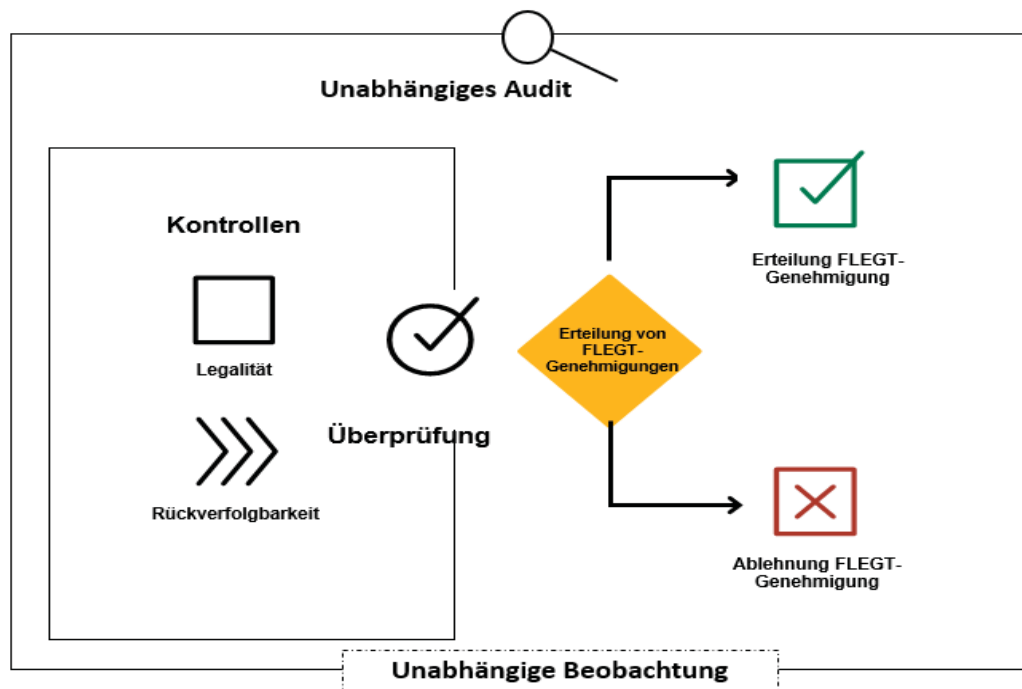 Unabhängiges Audit
Kontrollen
Legalität
Rückverfolgbarkeit
Überprüfung
Erteilung von
FLEGT-
Genehmigungen
Erteilung FLEGT-
Genehmigung
Ablehnung FLEGT-
Genehmigung
Unabhängige Beobachtung